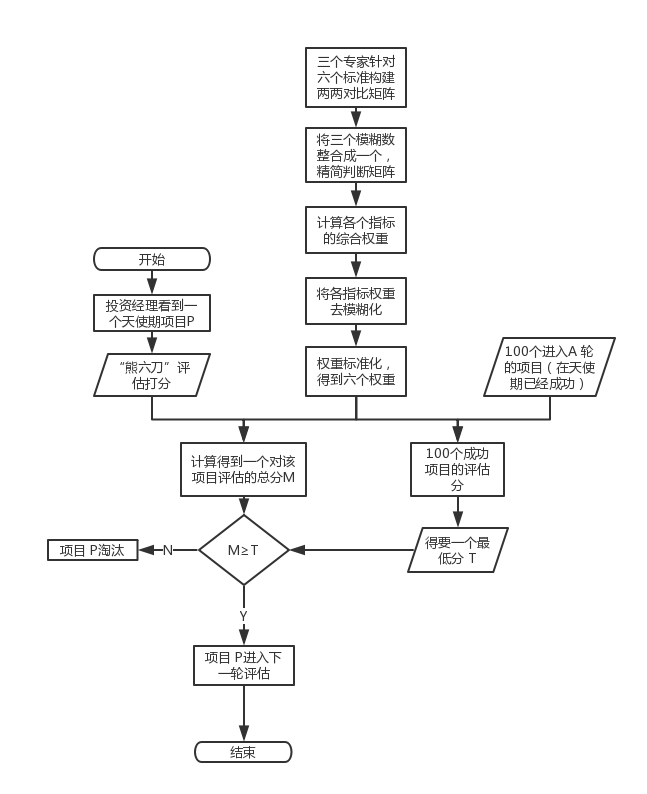 三个专家针对
六个标准构建
两两对比矩阵
将三个模糊数
整合成一个，
精简判断矩阵
计算各个指标
的综合权重
开始
将各指标权重
去模糊化
投资经理看到一
个天使期项目P
“熊六刀”评
估打分
权重标准化，
得到六个权重
100个进入A 轮
的项目（在天使
期已经成功）
计算得到一个对该
项目评估的总分M
100个成功
项目的评估
分
项目 P淘汰
N
M≥T
得要一个最
低分 T
Y
项目 P进入下
一轮评估
结束